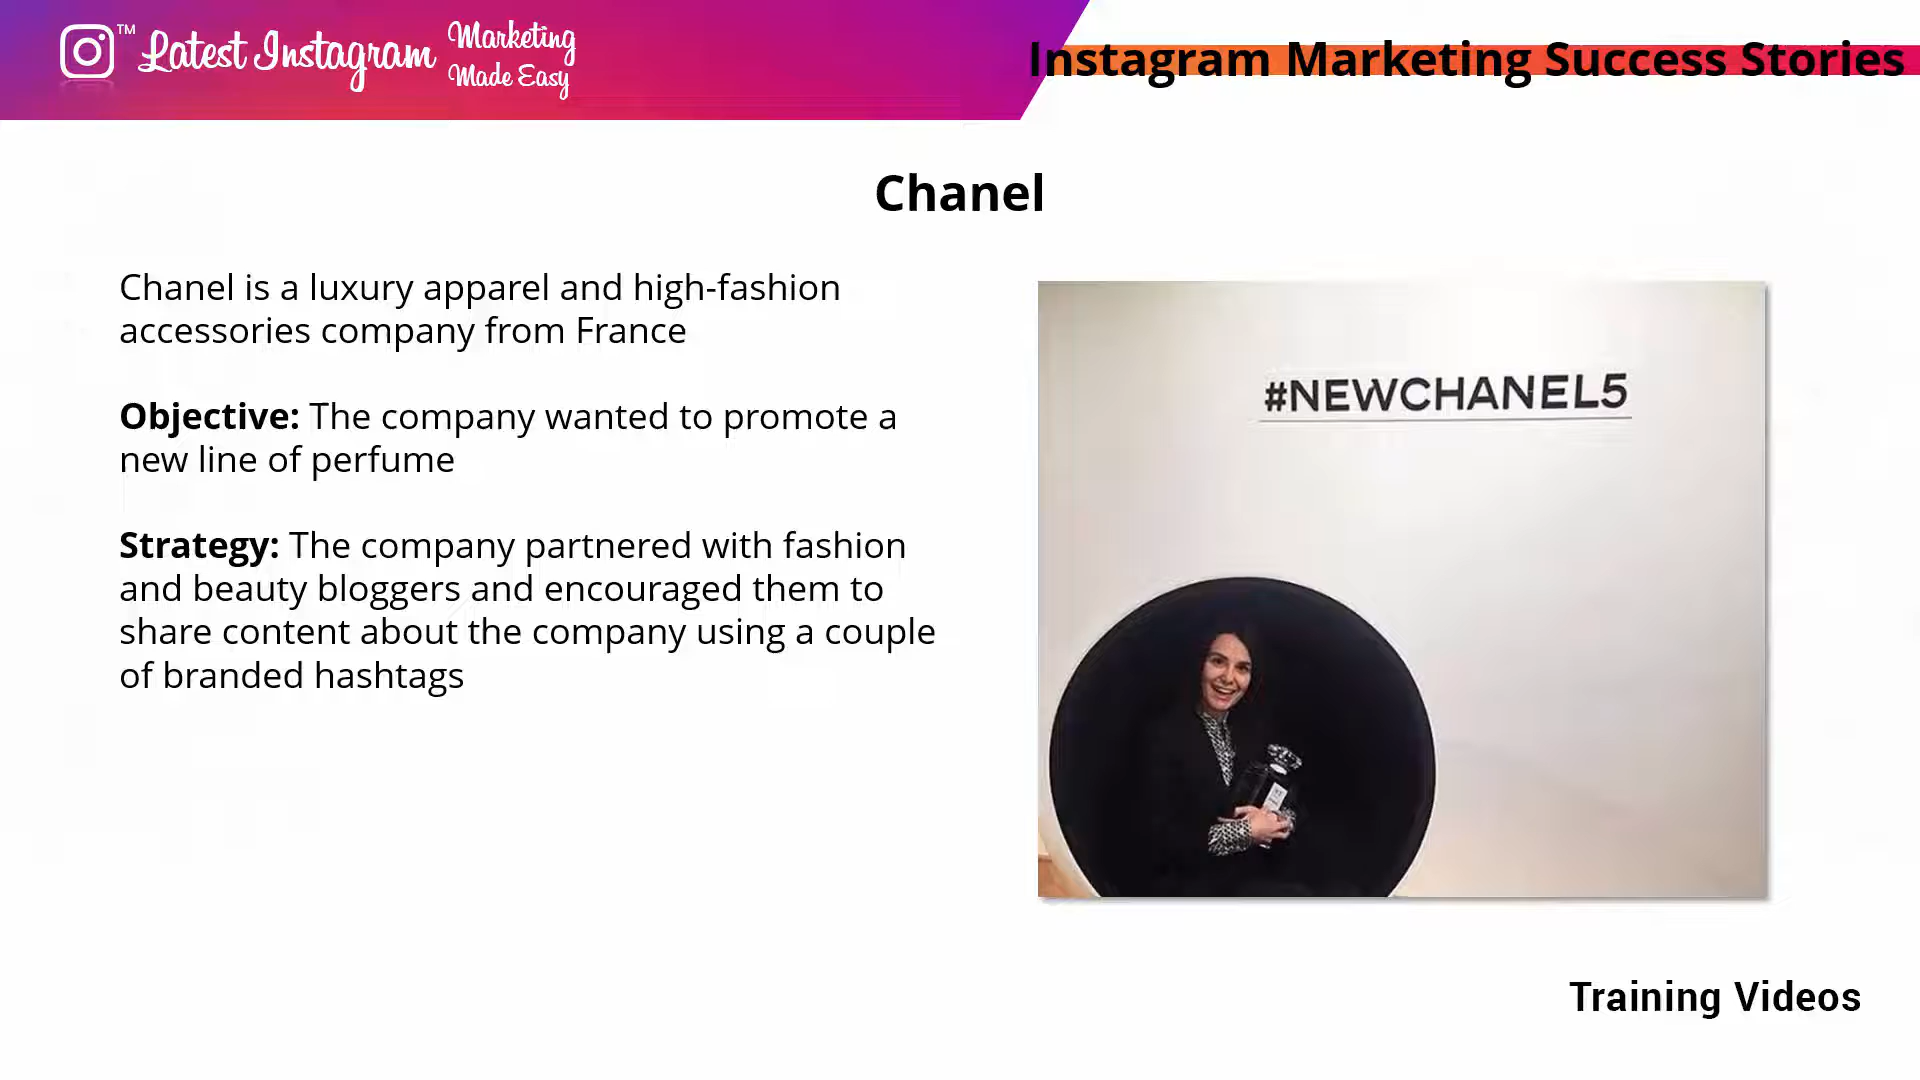 TM
Latest Instagram
Marketing
Made Easy
Instagram Marketing Success Stories
Chanel
Chanel is a luxury apparel and high-fashion
accessories company from France
Objective: The company wanted to promote a
new line of perfume
Strategy: The company partnered with fashion
and beauty bloggers and encouraged them to
share content about the company using a couple
of branded hashtags
#NEWCHANEL5
Training Videos